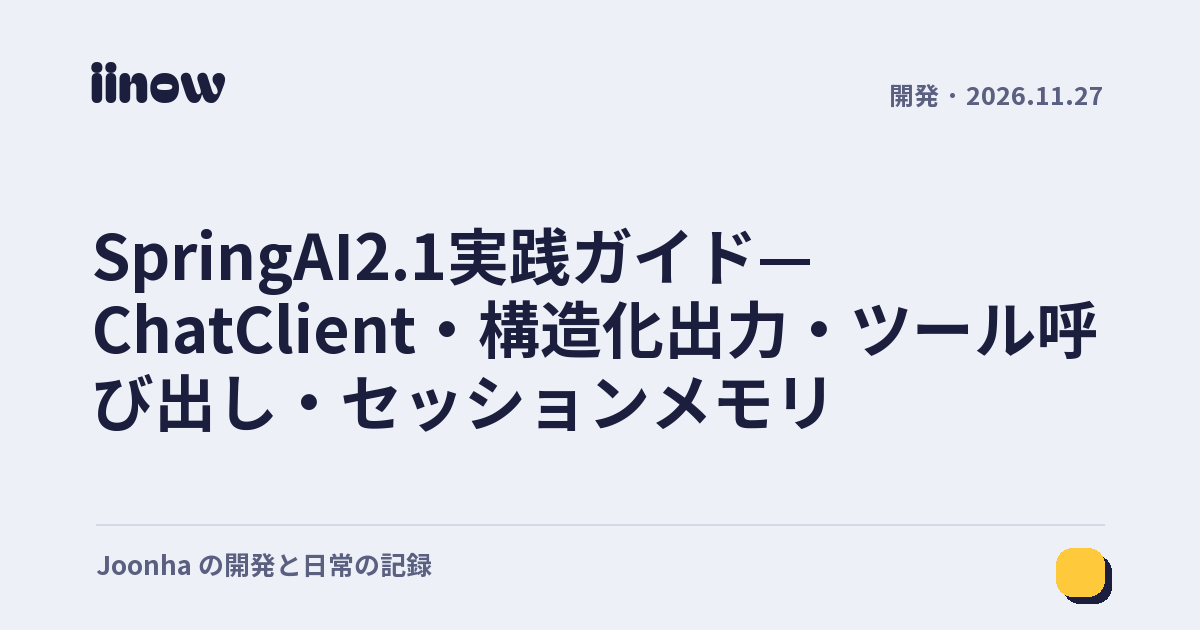 iinow
開発・2026.11.27
SpringAI2.1実践ガイド—
ChatClient・構造化出力・ツール呼
び出し・セッションメモリ
Joonha の開発と日常の記録